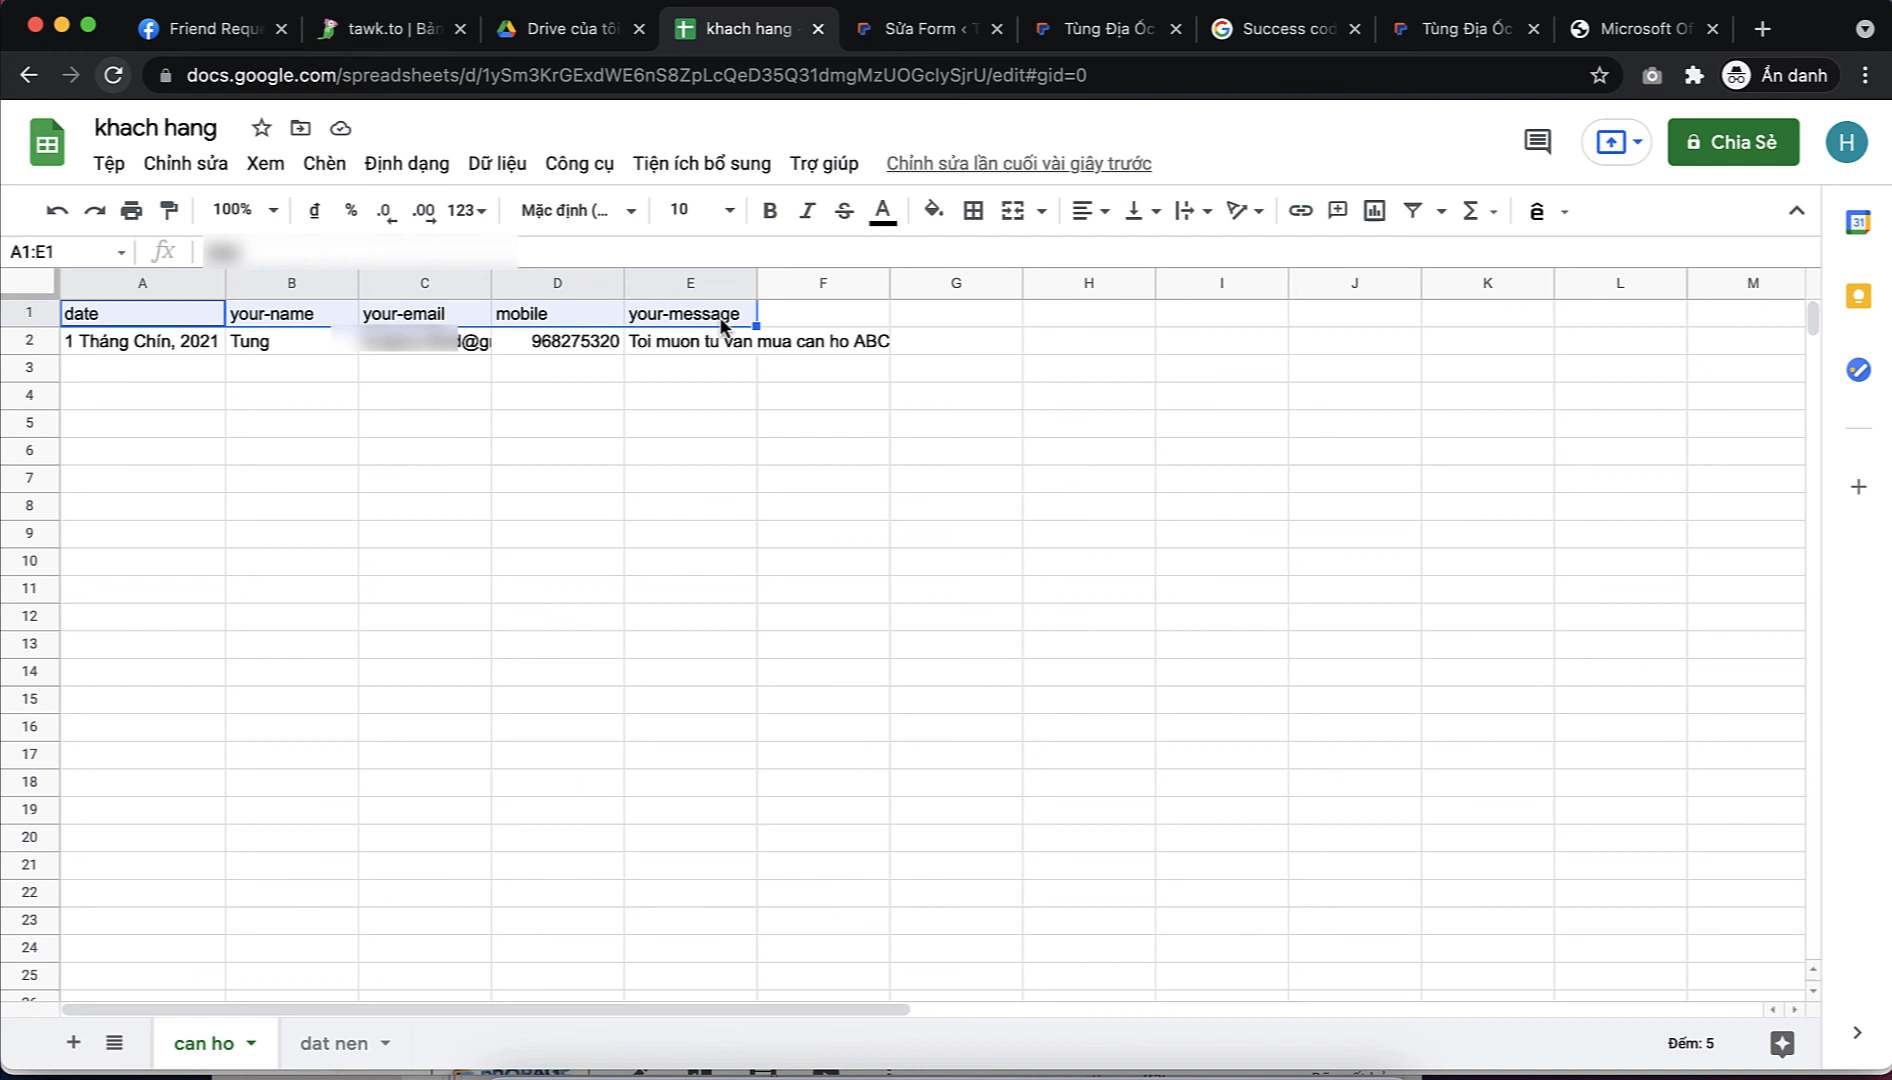 Friend Reque
tawk.to | Bản
Drive của tôi
khach hang -
Sửa Form ‹ T
Tùng Địa Ốc
Success cod
Tùng Địa Ốc
Microsoft Of
docs.google.com/spreadsheets/d/1ySm3KrGExdWE6nS8ZpLcQeD35Q31dmgMzUOGcIySjrU/edit#gid=0
Ẩn danh
khach hang
Chia Sẻ
H
Tệp Chỉnh sửa Xem Chèn Định dạng Dữ liệu Công cụ Tiện ích bổ sung Trợ giúp Chỉnh sửa lần cuối vài giây trước
100% đ % .0 .00 123 Mặc định (... 10 B I S A Σ ê
31
A1:E1 fx
A B C D E F G H I J K L M
1 date your-name your-email mobile your-message
2 1 Tháng Chín, 2021 Tung @gr 968275320 Toi muon tu van mua can ho ABC
3
4
5
6
7
8
9
10
11
12
13
14
15
16
17
18
19
20
21
22
23
24
25
can ho dat nen Đếm: 5